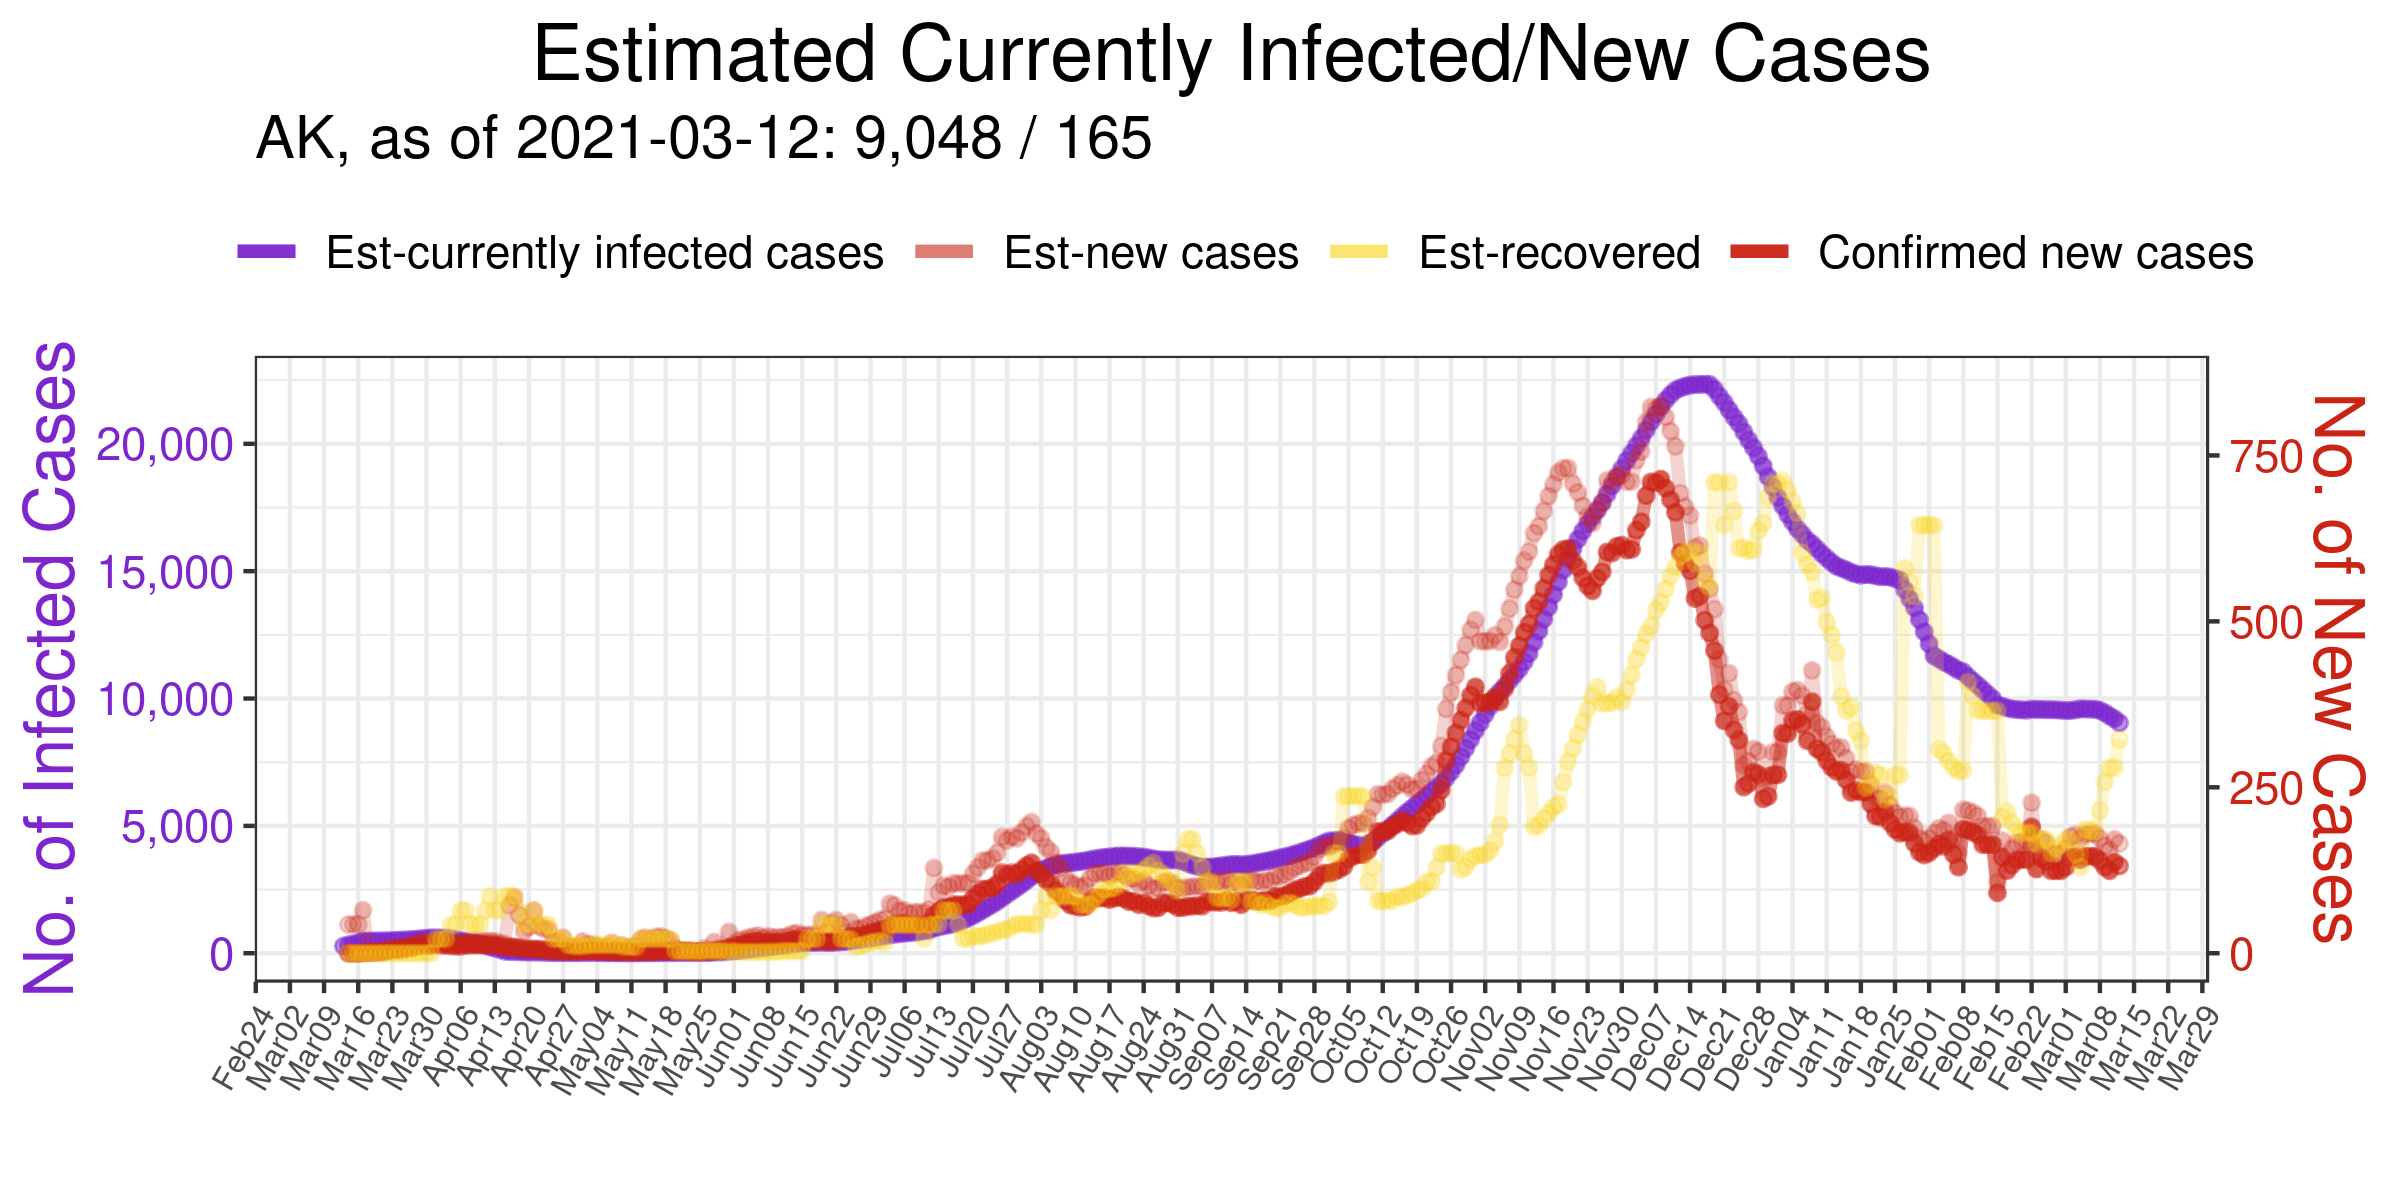 Estimated Currently Infected/New Cases
AK, as of 2021-03-12: 9,048 / 165
Est-currently infected cases Est-new cases Est-recovered Confirmed new cases
No. of Infected Cases
20,000
15,000
10,000
5,000
0
750
500
250
0
No. of New Cases
Feb24 Mar02 Mar09 Mar16 Mar23 Mar30 Apr06 Apr13 Apr20 Apr27 May04 May11 May18 May25 Jun01 Jun08 Jun15 Jun22 Jun29 Jul06 Jul13 Jul20 Jul27 Aug03 Aug10 Aug17 Aug24 Aug31 Sep07 Sep14 Sep21 Sep28 Oct05 Oct12 Oct19 Oct26 Nov02 Nov09 Nov16 Nov23 Nov30 Dec07 Dec14 Dec21 Dec28 Jan04 Jan11 Jan18 Jan25 Feb01 Feb08 Feb15 Feb22 Mar01 Mar08 Mar15 Mar22 Mar29